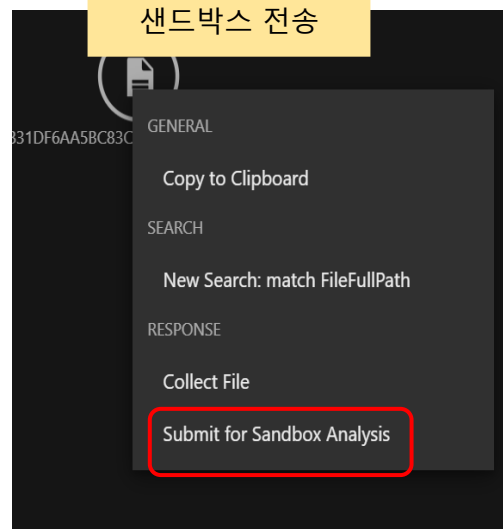 샌드박스 전송
331DF6AA5BC83C
GENERAL
Copy to Clipboard
SEARCH
New Search: match FileFullPath
RESPONSE
Collect File
Submit for Sandbox Analysis